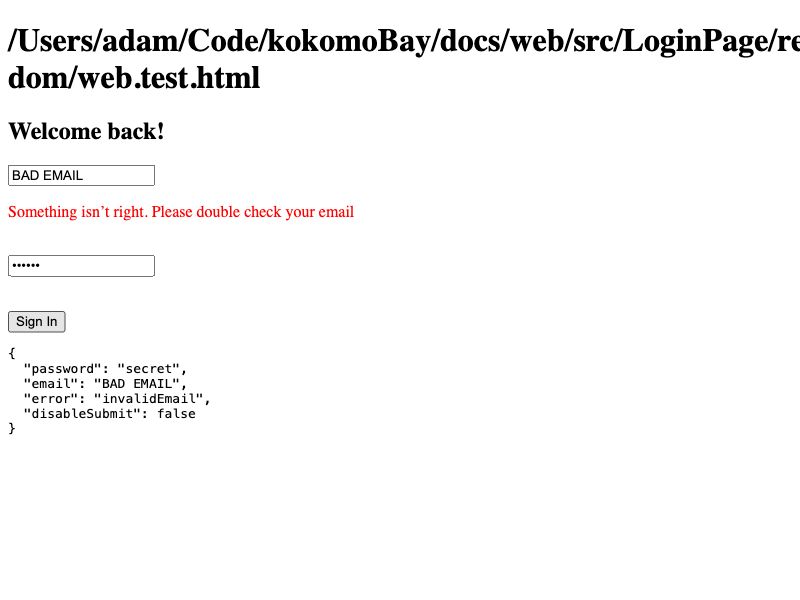 /Users/adam/Code/kokomoBay/docs/web/src/LoginPage/re
dom/web.test.html
Welcome back!
BAD EMAIL
Something isn’t right. Please double check your email
••••••
Sign In
{
  "password": "secret",
  "email": "BAD EMAIL",
  "error": "invalidEmail",
  "disableSubmit": false
}